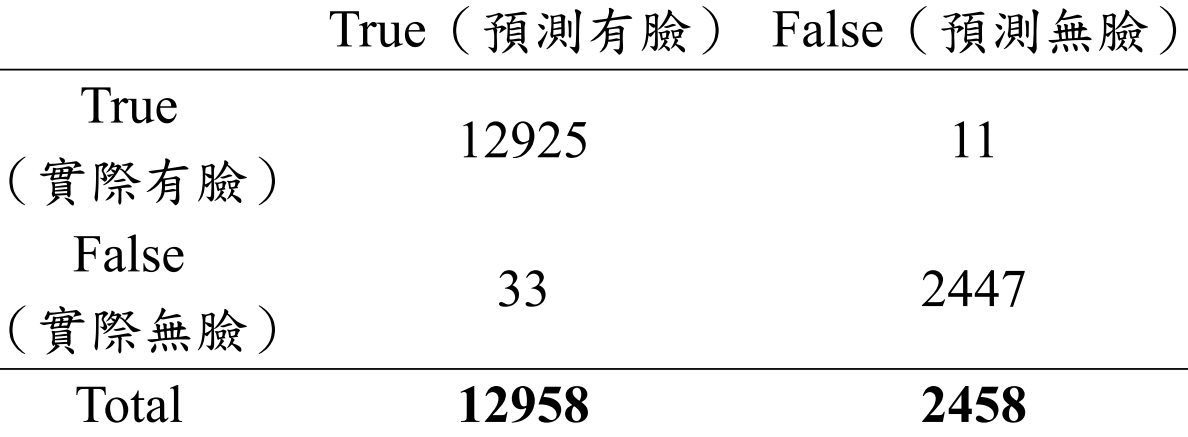 True（預測有臉） False（預測無臉）
True
（實際有臉） 12925 11
False
（實際無臉） 33 2447
Total 12958 2458